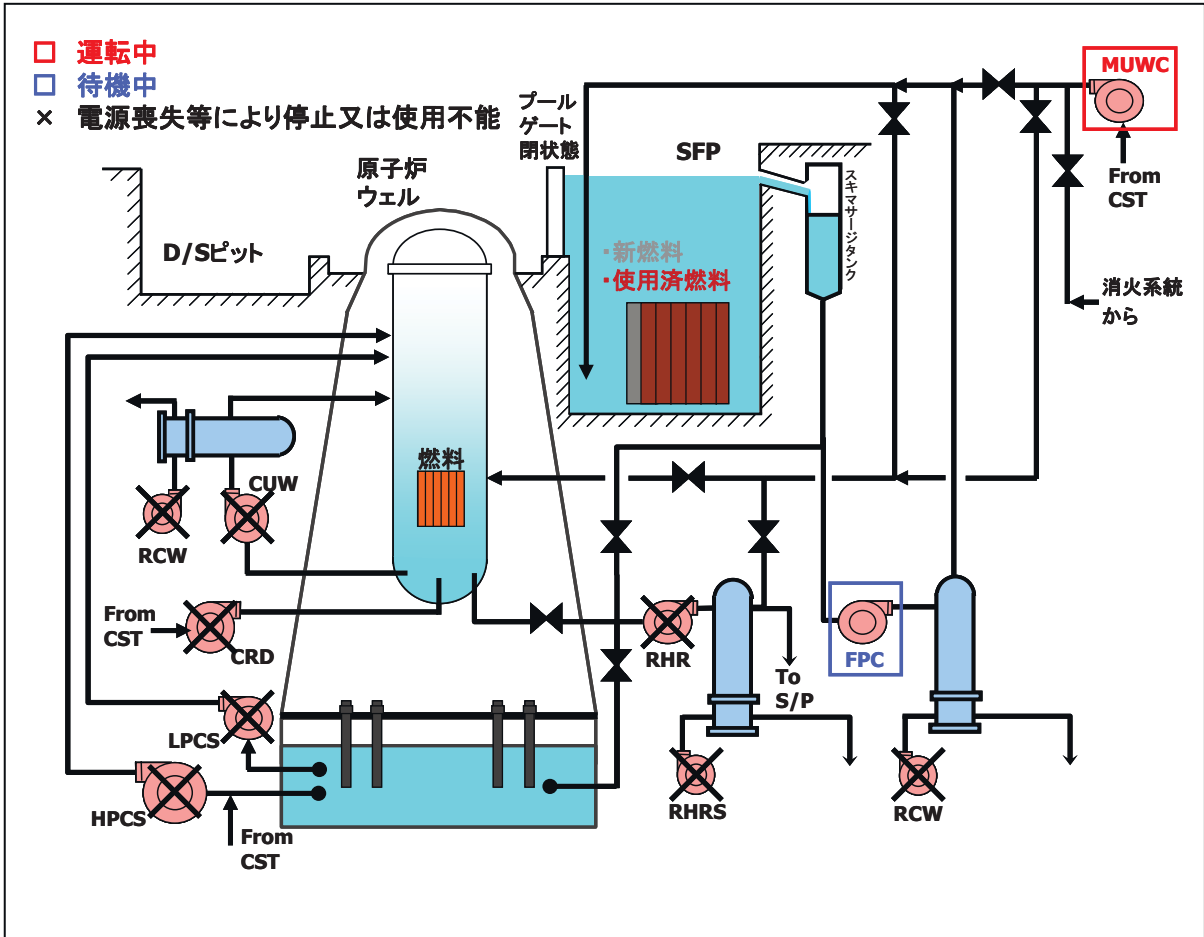 運転中
待機中
× 電源喪失等により停止又は使用不能
プール
ゲート
閉状態
SFP
MUWC
From
CST
原子炉
ウェル
スキマサージタンク
D/Sピット
・新燃料
・使用済燃料
消火系統
から
燃料
CUW
RCW
From
CST
CRD
RHR
To
S/P
FPC
LPCS
RHRS
RCW
HPCS
From
CST